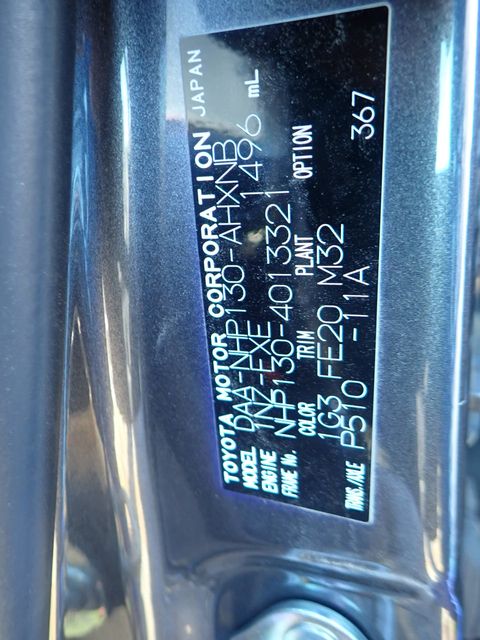 TOYOTA MOTOR CORPORATION JAPAN
MODEL DAA-NHP130-AHXNB
ENGINE 1NZ-FXE 1496 mL
FRAME No. NHP130-4013321
COLOR TRIM PLANT OPTION
1G3 FE20 M32
TRANS./AXLE P510 -11A 367